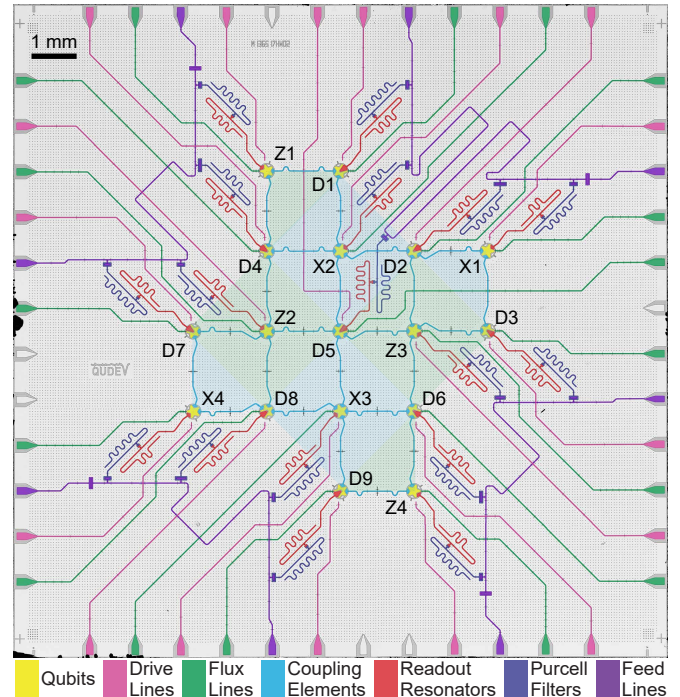 1 mm
Z1
D1
D4
X2
D2
X1
D7
Z2
D5
Z3
D3
X4
D8
X3
D6
D9
Z4
QUDEV
Qubits
Drive Lines
Flux Lines
Coupling Elements
Readout Resonators
Purcell Filters
Feed Lines